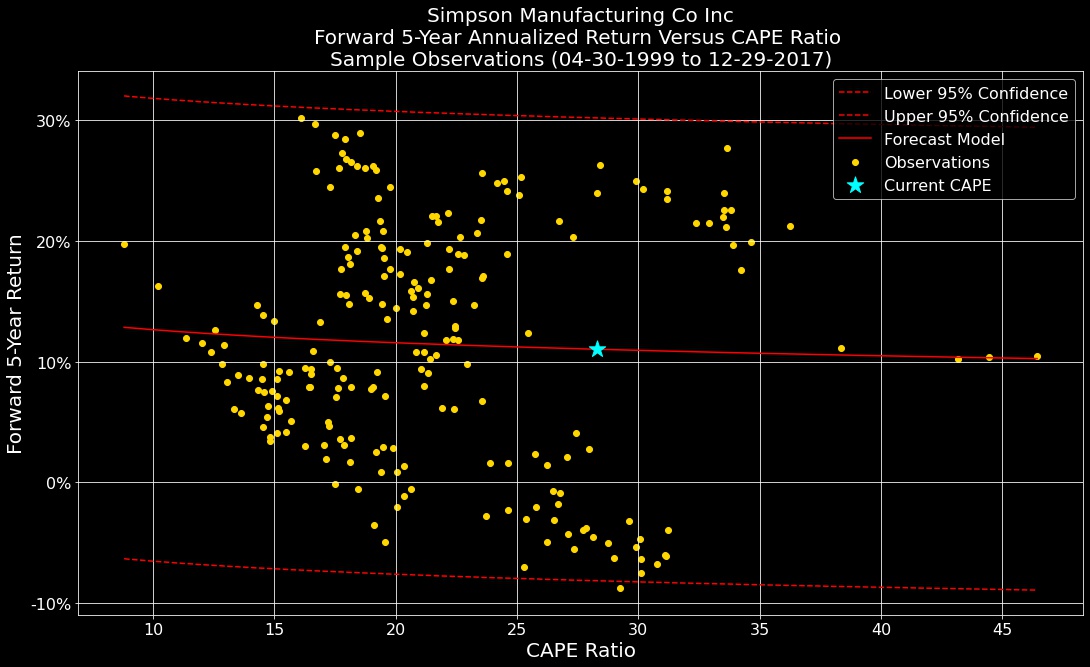 Simpson Manufacturing Co Inc
Forward 5-Year Annualized Return Versus CAPE Ratio
Sample Observations (04-30-1999 to 12-29-2017)
Lower 95% Confidence
Upper 95% Confidence
Forecast Model
Observations
Current CAPE
Forward 5-Year Return
30%
20%
10%
0%
-10%
10 15 20 25 30 35 40 45
CAPE Ratio